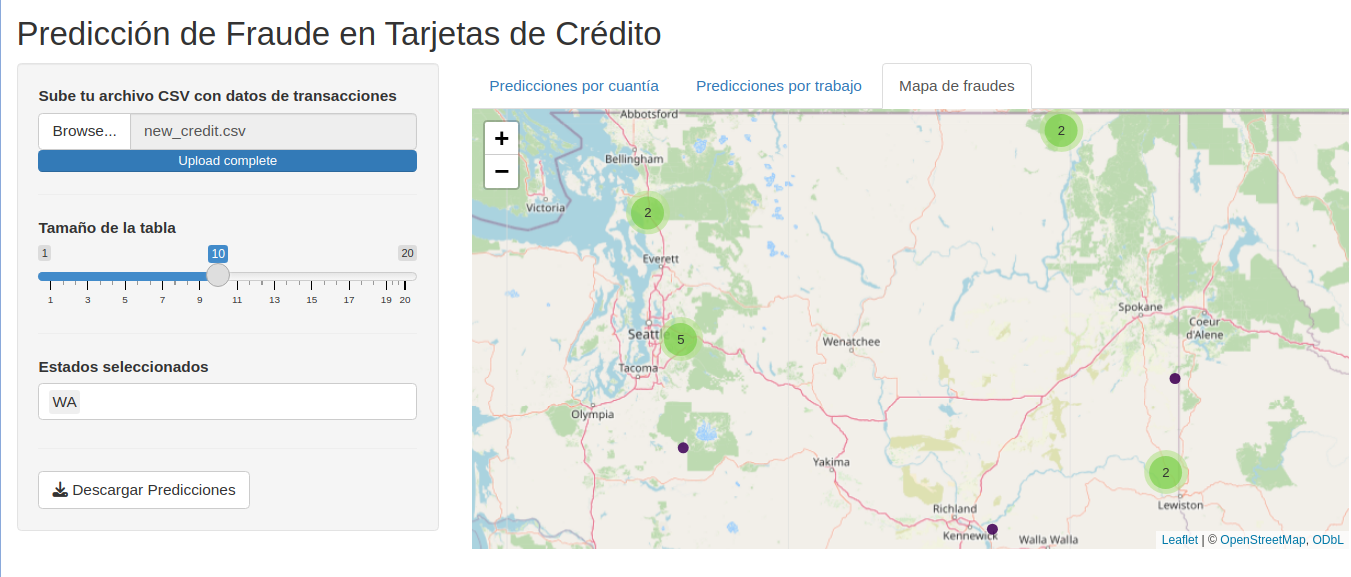 Predicción de Fraude en Tarjetas de Crédito
Sube tu archivo CSV con datos de transacciones
Browse... new_credit.csv
Upload complete
Tamaño de la tabla
1 10 20
1 3 5 7 9 11 13 15 17 19 20
Estados seleccionados
WA
Descargar Predicciones
Predicciones por cuantía Predicciones por trabajo Mapa de fraudes
+
−
Abbotsford
2
Bellingham
Victoria
2
Everett
Spokane
Coeur
d'Alene
Seattle
5
Wenatchee
Tacoma
Olympia
Yakima
2
Lewiston
Richland
Kennewick
Walla Walla
Leaflet | © OpenStreetMap, ODbL